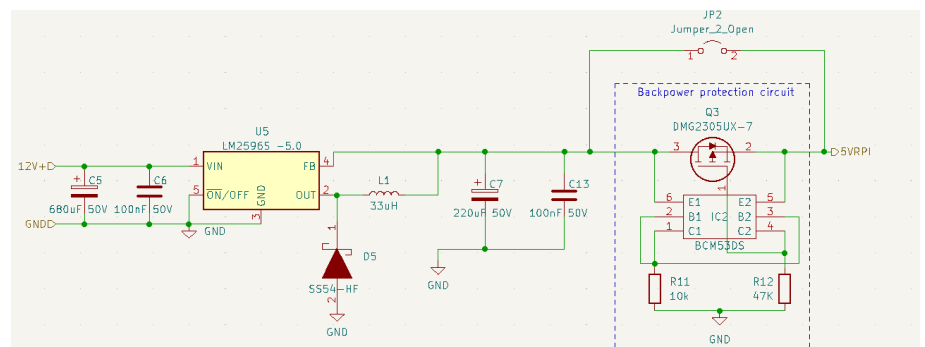 JP2
Jumper_2_Open
1 2
Backpower protection circuit
Q3
DMG2305UX-7
U5
LM2596S -5.0
12V+ 1 VIN FB 4 3 2 5VRPI
+ C5 C6 5 ON/OFF GND OUT 2 L1 + C7 C13 1
680uF 50V 100nF 50V 3 33uH 220uF 50V 100nF 50V
6 E1 E2 5
2 B1 IC2 B2 3
1 C1 C2 4
BCM53DS
GND GND
1
D5
SS54-HF
2
GND
GND
R11
10k
R12
47K
GND